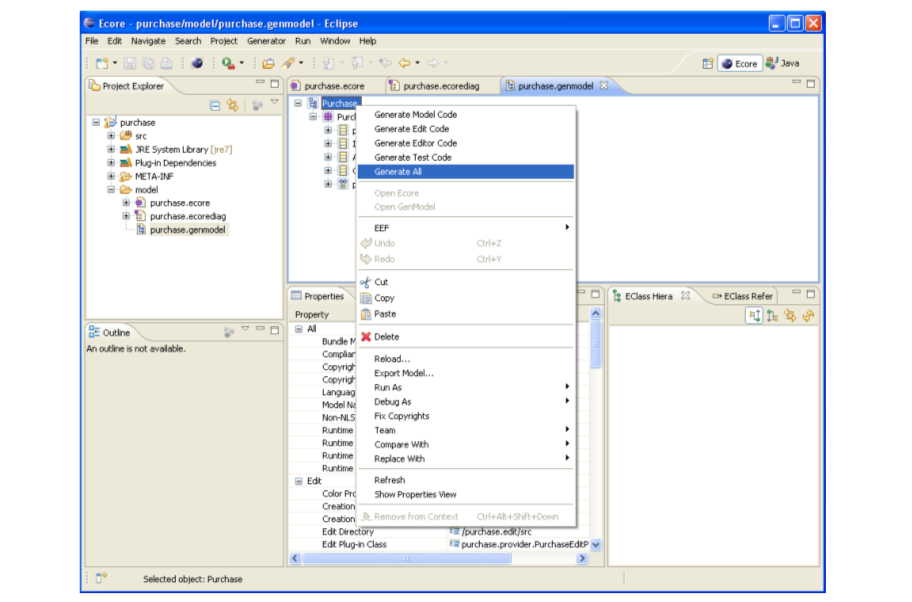 Ecore - purchase/model/purchase.genmodel - Eclipse
File Edit Navigate Search Project Generator Run Window Help
Ecore Java
Project Explorer
purchase
src
JRE System Library [jre7]
Plug-in Dependencies
META-INF
model
purchase.ecore
purchase.ecorediag
purchase.genmodel
Outline
An outline is not available.
purchase.ecore purchase.ecorediag purchase.genmodel
Purchase
Purc
Generate Model Code
Generate Edit Code
Generate Editor Code
Generate Test Code
Generate All
Open Ecore
Open GenModel
EEF
Undo Ctrl+Z
Redo Ctrl+Y
Cut
Copy
Paste
Delete
Reload...
Export Model...
Run As
Debug As
Fix Copyrights
Team
Compare With
Replace With
Refresh
Show Properties View
Remove from Context Ctrl+Alt+Shift+Down
Properties
Property
All
Bundle M
Complian
Copyrigh
Copyrigh
Languag
Model Na
Non-NLS
Runtime
Runtime
Runtime
Runtime
Edit
Color Pro
Creation
Creation
Edit Directory /purchase.edit/src
Edit Plug-in Class purchase.provider.PurchaseEditP
EClass Hiera EClass Refer
Selected object: Purchase